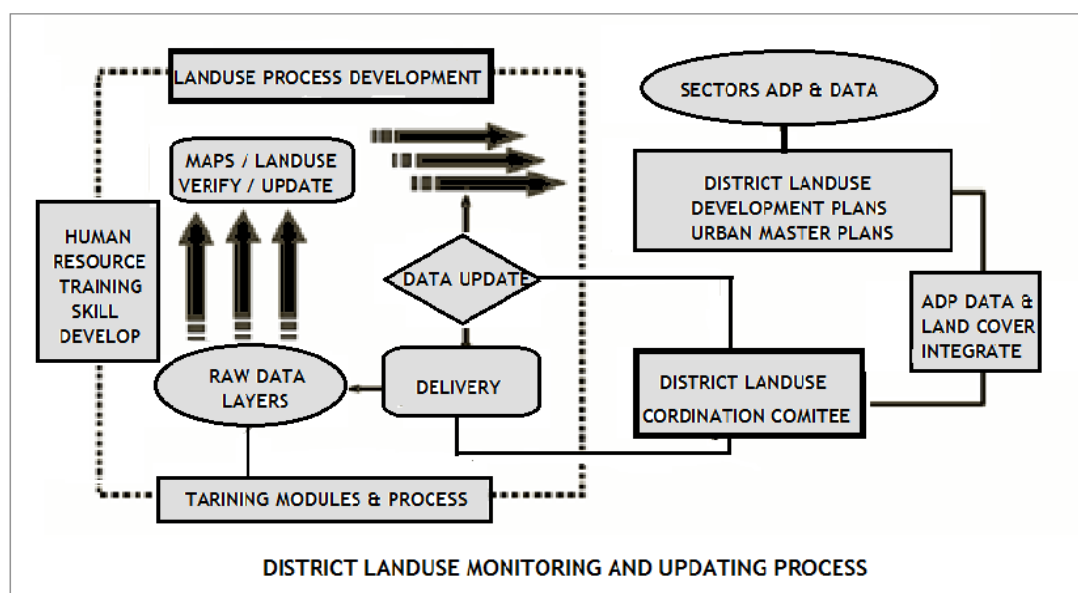 LANDUSE PROCESS DEVELOPMENT
SECTORS ADP & DATA
MAPS / LANDUSE
VERIFY / UPDATE
DISTRICT LANDUSE
DEVELOPMENT PLANS
URBAN MASTER PLANS
HUMAN
RESOURCE
TRAINING
SKILL
DEVELOP
DATA UPDATE
ADP DATA &
LAND COVER
INTEGRATE
RAW DATA
LAYERS
DELIVERY
DISTRICT LANDUSE
CORDINATION COMITEE
TARINING MODULES & PROCESS
DISTRICT LANDUSE MONITORING AND UPDATING PROCESS